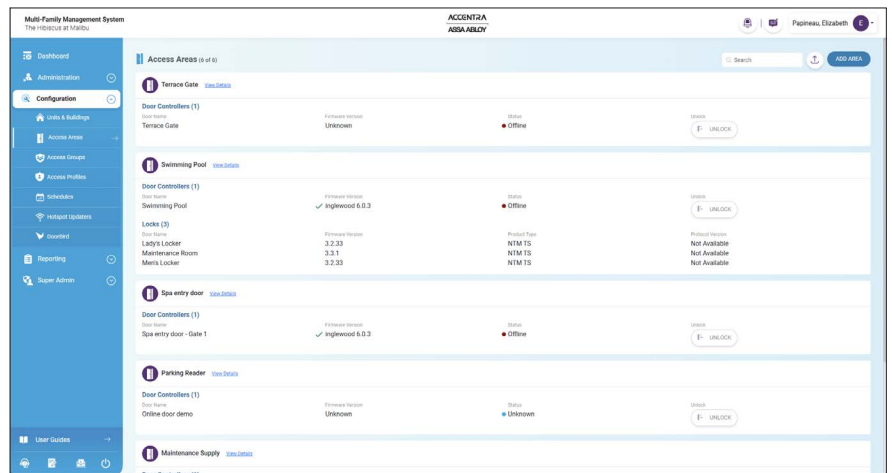 Multi-Family Management System
The Hibiscus at Malibu
ACCENTRA
ASSA ABLOY
Papineau, Elizabeth E
Dashboard
Administration
Configuration
Units & Buildings
Access Areas
Access Groups
Access Profiles
Schedules
Hotspot Updaters
DoorBird
Reporting
Super Admin
User Guides
Access Areas (6 of 6)
Search
ADD AREA
Terrace Gate View Details
Door Controllers (1)
Door Name Firmware Version Status Unlock
Terrace Gate Unknown Offline UNLOCK
Swimming Pool View Details
Door Controllers (1)
Door Name Firmware Version Status Unlock
Swimming Pool inglewood 6.0.3 Offline UNLOCK
Locks (3)
Door Name Firmware Version Product Type Protocol Version
Lady's Locker 3.2.33 NTM TS Not Available
Maintenance Room 3.3.1 NTM TS Not Available
Men's Locker 3.2.33 NTM TS Not Available
Spa entry door View Details
Door Controllers (1)
Door Name Firmware Version Status Unlock
Spa entry door - Gate 1 inglewood 6.0.3 Offline UNLOCK
Parking Reader View Details
Door Controllers (1)
Door Name Firmware Version Status Unlock
Online door demo Unknown Unknown UNLOCK
Maintenance Supply View Details